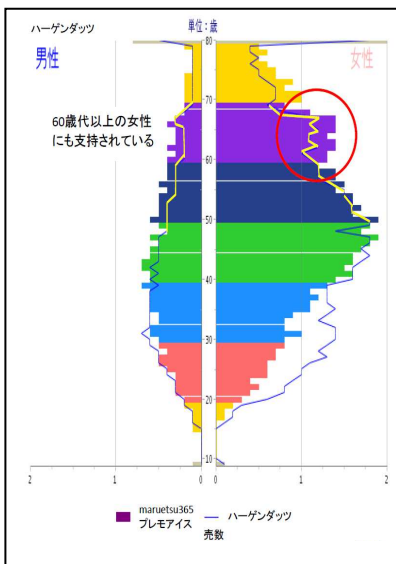 ハーゲンダッツ
単位：歳
男性
女性
80
70
60歳代以上の女性
にも支持されている
60
50
40
30
20
10
2
1
0
0
1
2
maruetsu365
プレモアイス
ハーゲンダッツ
売数